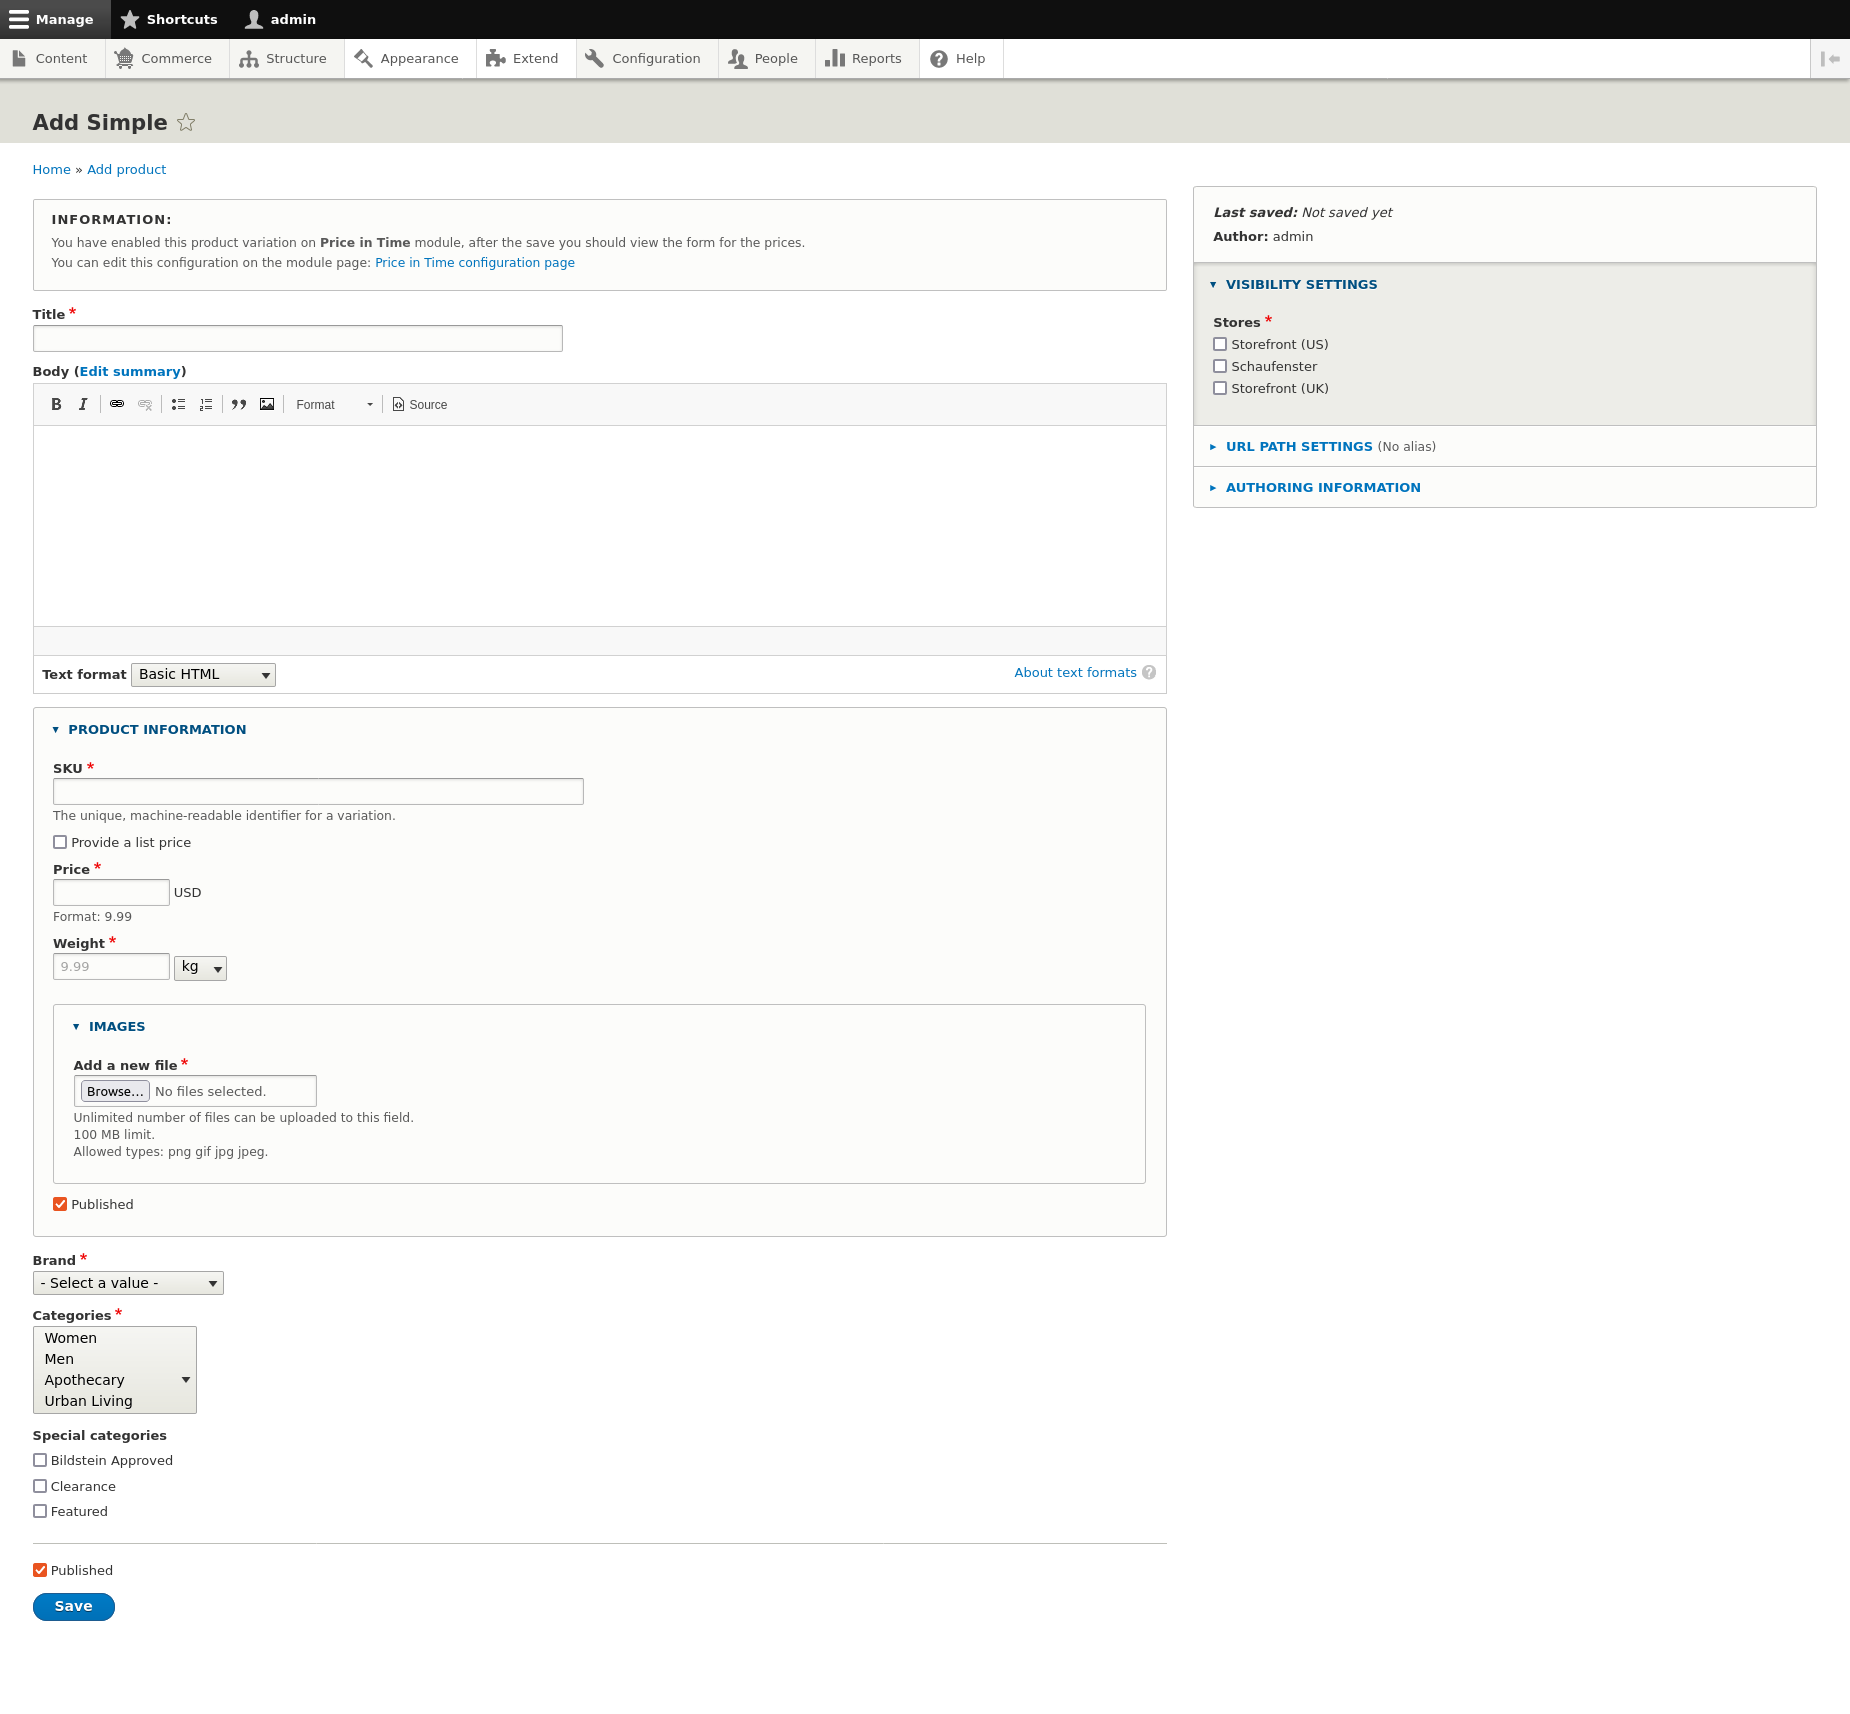 Manage Shortcuts admin
Content Commerce Structure Appearance Extend Configuration People Reports Help
Add Simple
Home » Add product
INFORMATION:
You have enabled this product variation on Price in Time module, after the save you should view the form for the prices.
You can edit this configuration on the module page: Price in Time configuration page
Title *
Body (Edit summary)
B I Format Source
Text format Basic HTML About text formats ?
PRODUCT INFORMATION
SKU *
The unique, machine-readable identifier for a variation.
Provide a list price
Price *
USD
Format: 9.99
Weight *
9.99 kg
IMAGES
Add a new file *
Browse... No files selected.
Unlimited number of files can be uploaded to this field.
100 MB limit.
Allowed types: png gif jpg jpeg.
Published
Brand *
- Select a value -
Categories *
Women
Men
Apothecary
Urban Living
Special categories
Bildstein Approved
Clearance
Featured
Published
Save
Last saved: Not saved yet
Author: admin
VISIBILITY SETTINGS
Stores *
Storefront (US)
Schaufenster
Storefront (UK)
URL PATH SETTINGS (No alias)
AUTHORING INFORMATION